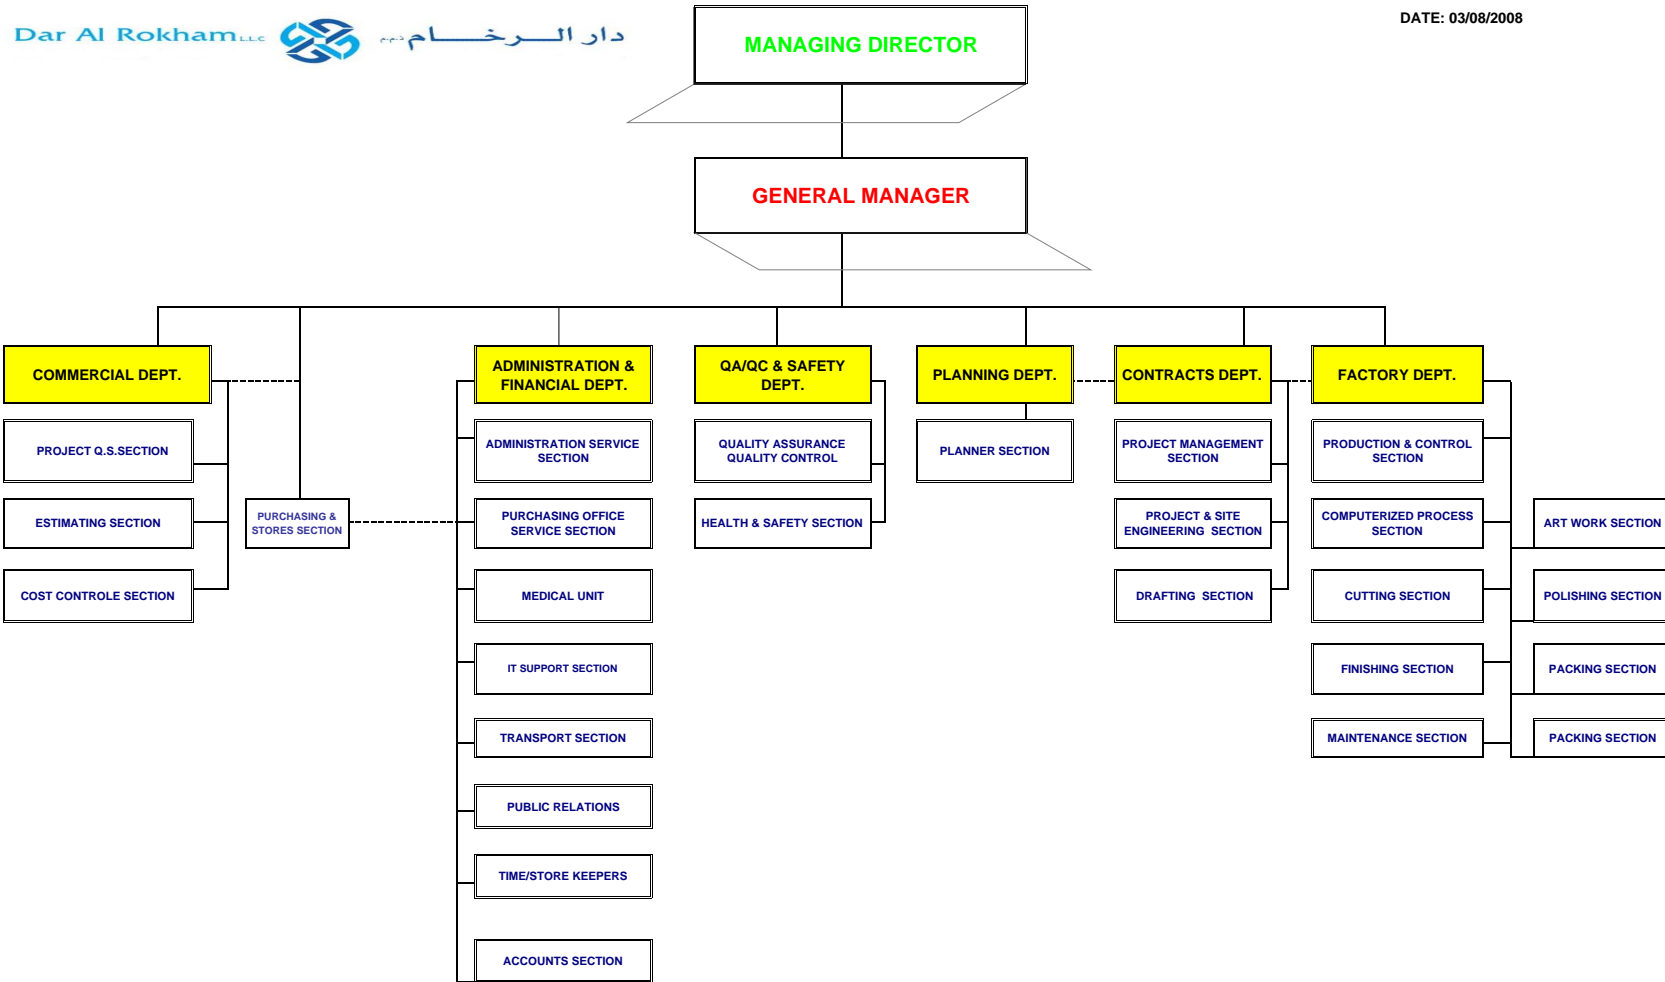 Dar Al Rokham LLC
دار الرخام ذ.م.م
DATE: 03/08/2008
MANAGING DIRECTOR
GENERAL MANAGER
COMMERCIAL DEPT.
ADMINISTRATION &
FINANCIAL DEPT.
QA/QC & SAFETY
DEPT.
PLANNING DEPT.
CONTRACTS DEPT.
FACTORY DEPT.
PROJECT Q.S.SECTION
ADMINISTRATION SERVICE
SECTION
QUALITY ASSURANCE
QUALITY CONTROL
PLANNER SECTION
PROJECT MANAGEMENT
SECTION
PRODUCTION & CONTROL
SECTION
ESTIMATING SECTION
PURCHASING &
STORES SECTION
PURCHASING OFFICE
SERVICE SECTION
HEALTH & SAFETY SECTION
PROJECT & SITE
ENGINEERING SECTION
COMPUTERIZED PROCESS
SECTION
ART WORK SECTION
COST CONTROLE SECTION
MEDICAL UNIT
DRAFTING SECTION
CUTTING SECTION
POLISHING SECTION
IT SUPPORT SECTION
FINISHING SECTION
PACKING SECTION
TRANSPORT SECTION
MAINTENANCE SECTION
PACKING SECTION
PUBLIC RELATIONS
TIME/STORE KEEPERS
ACCOUNTS SECTION